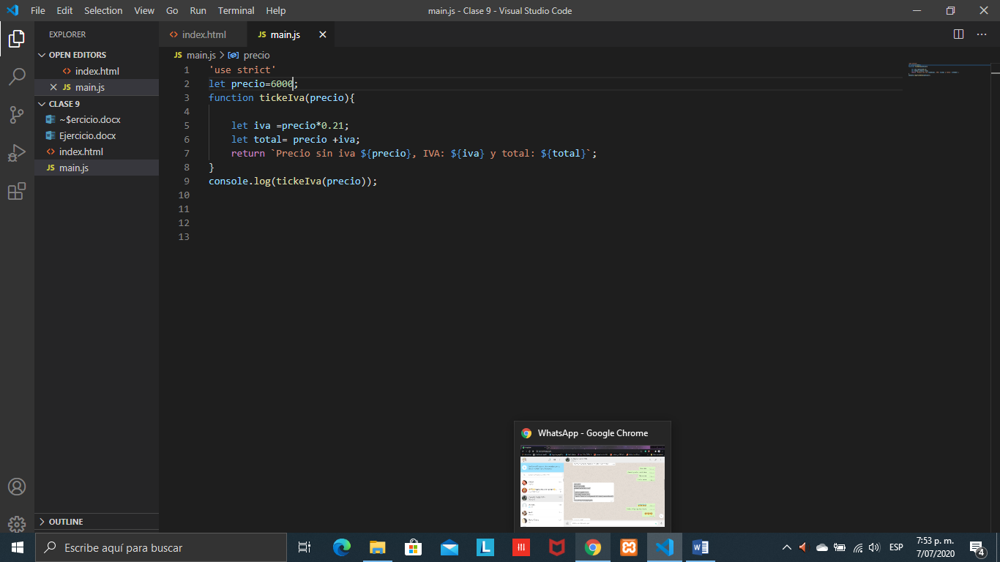 File Edit Selection View Go Run Terminal Help
main.js - Clase 9 - Visual Studio Code
EXPLORER
OPEN EDITORS
index.html
JS main.js
CLASE 9
~$ercicio.docx
Ejercicio.docx
index.html
JS main.js
OUTLINE
index.html
JS main.js
JS main.js > precio
1 'use strict'
2 let precio=6000;
3 function tickeIva(precio){
4
5 let iva =precio*0.21;
6 let total= precio +iva;
7 return `Precio sin iva ${precio}, IVA: ${iva} y total: ${total}`;
8 }
9 console.log(tickeIva(precio));
10
11
12
13
WhatsApp - Google Chrome
Escribe aquí para buscar
L
ESP
7:53 p. m.
7/07/2020
4